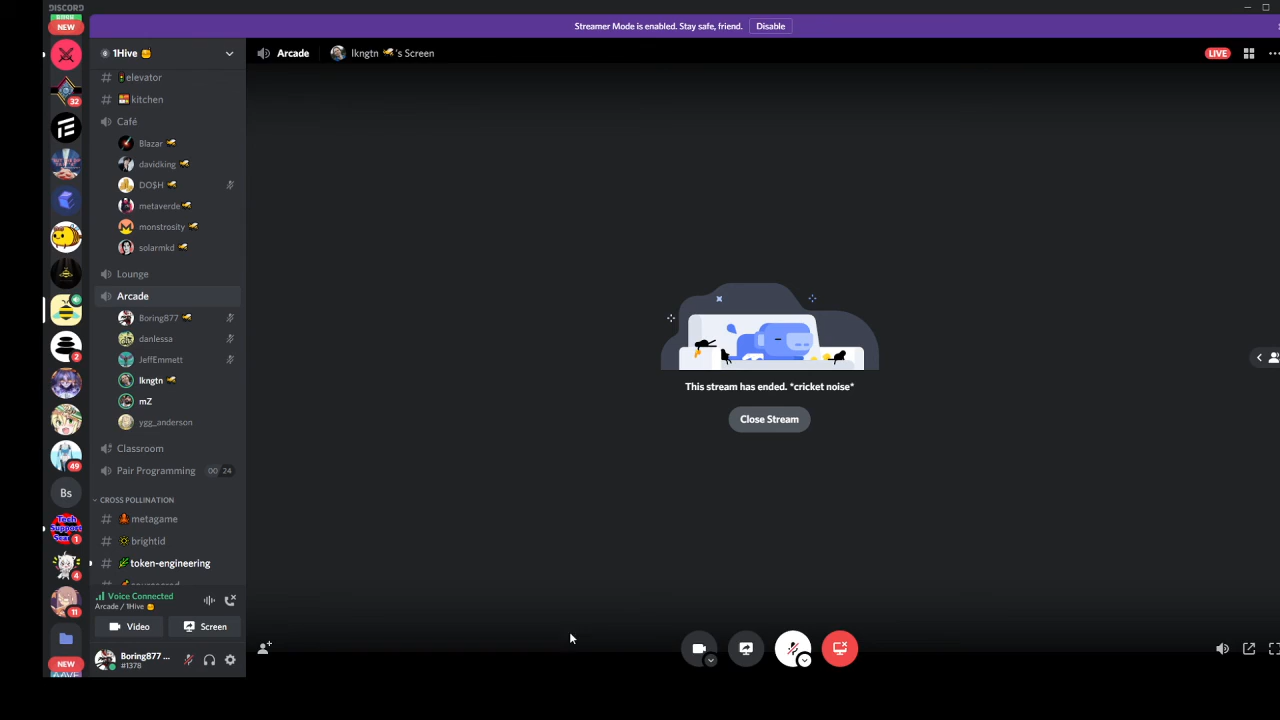 DISCORD
Streamer Mode is enabled. Stay safe, friend.
Disable
NEW
1Hive
Arcade
lkngtn 's Screen
LIVE
elevator
32
kitchen
Café
Blazar
davidking
DO$H
metaverde
monstrosity
solarmkd
Lounge
Arcade
Boring877
danlessa
2
JeffEmmett
lkngtn
mZ
ygg_anderson
This stream has ended. *cricket noise*
Close Stream
Classroom
49
Pair Programming
00 24
Bs
CROSS POLLINATION
metagame
Tech
Support
1
brightid
token-engineering
4
Voice Connected
Arcade / 1Hive
11
Video
Screen
Boring877 ...
#1378
NEW